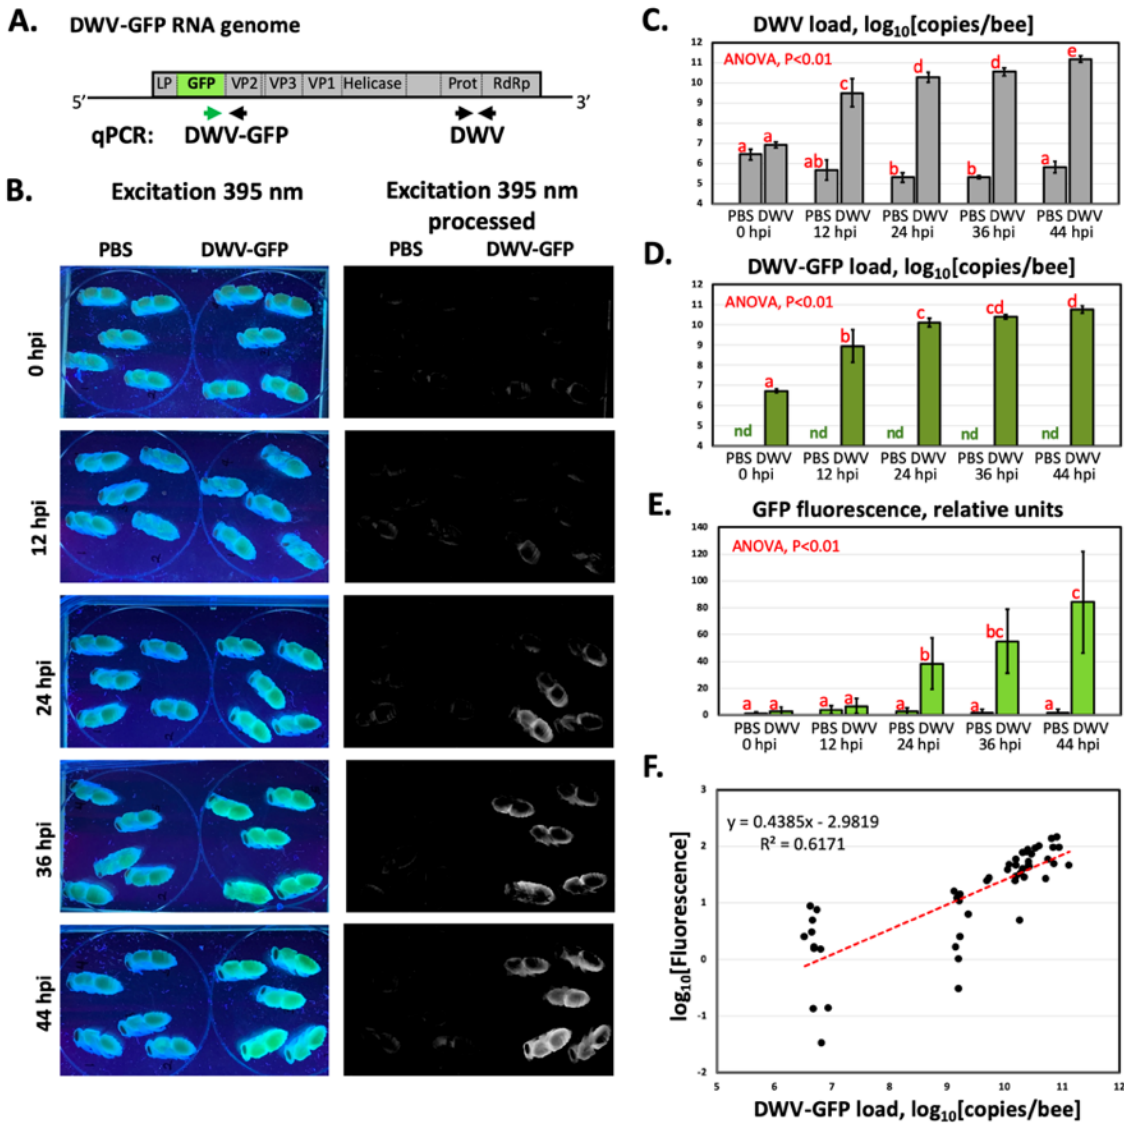 A. DWV-GFP RNA genome
LP GFP VP2 VP3 VP1 Helicase Prot RdRp
5′ 3′
qPCR: DWV-GFP DWV
B. Excitation 395 nm Excitation 395 nm
processed
PBS DWV-GFP PBS DWV-GFP
0 hpi
12 hpi
24 hpi
36 hpi
44 hpi
C. DWV load, log10[copies/bee]
ANOVA, P<0.01
12
11
10
9
8
7
6
5
4
a a ab c b d b d a e
PBS DWV PBS DWV PBS DWV PBS DWV PBS DWV
0 hpi 12 hpi 24 hpi 36 hpi 44 hpi
D. DWV-GFP load, log10[copies/bee]
ANOVA, P<0.01
12
11
10
9
8
7
6
5
4
nd a nd b nd c nd cd nd d
PBS DWV PBS DWV PBS DWV PBS DWV PBS DWV
0 hpi 12 hpi 24 hpi 36 hpi 44 hpi
E. GFP fluorescence, relative units
ANOVA, P<0.01
140
120
100
80
60
40
20
0
a a a a a b a bc a c
PBS DWV PBS DWV PBS DWV PBS DWV PBS DWV
0 hpi 12 hpi 24 hpi 36 hpi 44 hpi
F.
y = 0.4385x - 2.9819
R² = 0.6171
log10[Fluorescence]
3
2
1
0
-1
-2
5 6 7 8 9 10 11 12
DWV-GFP load, log10[copies/bee]